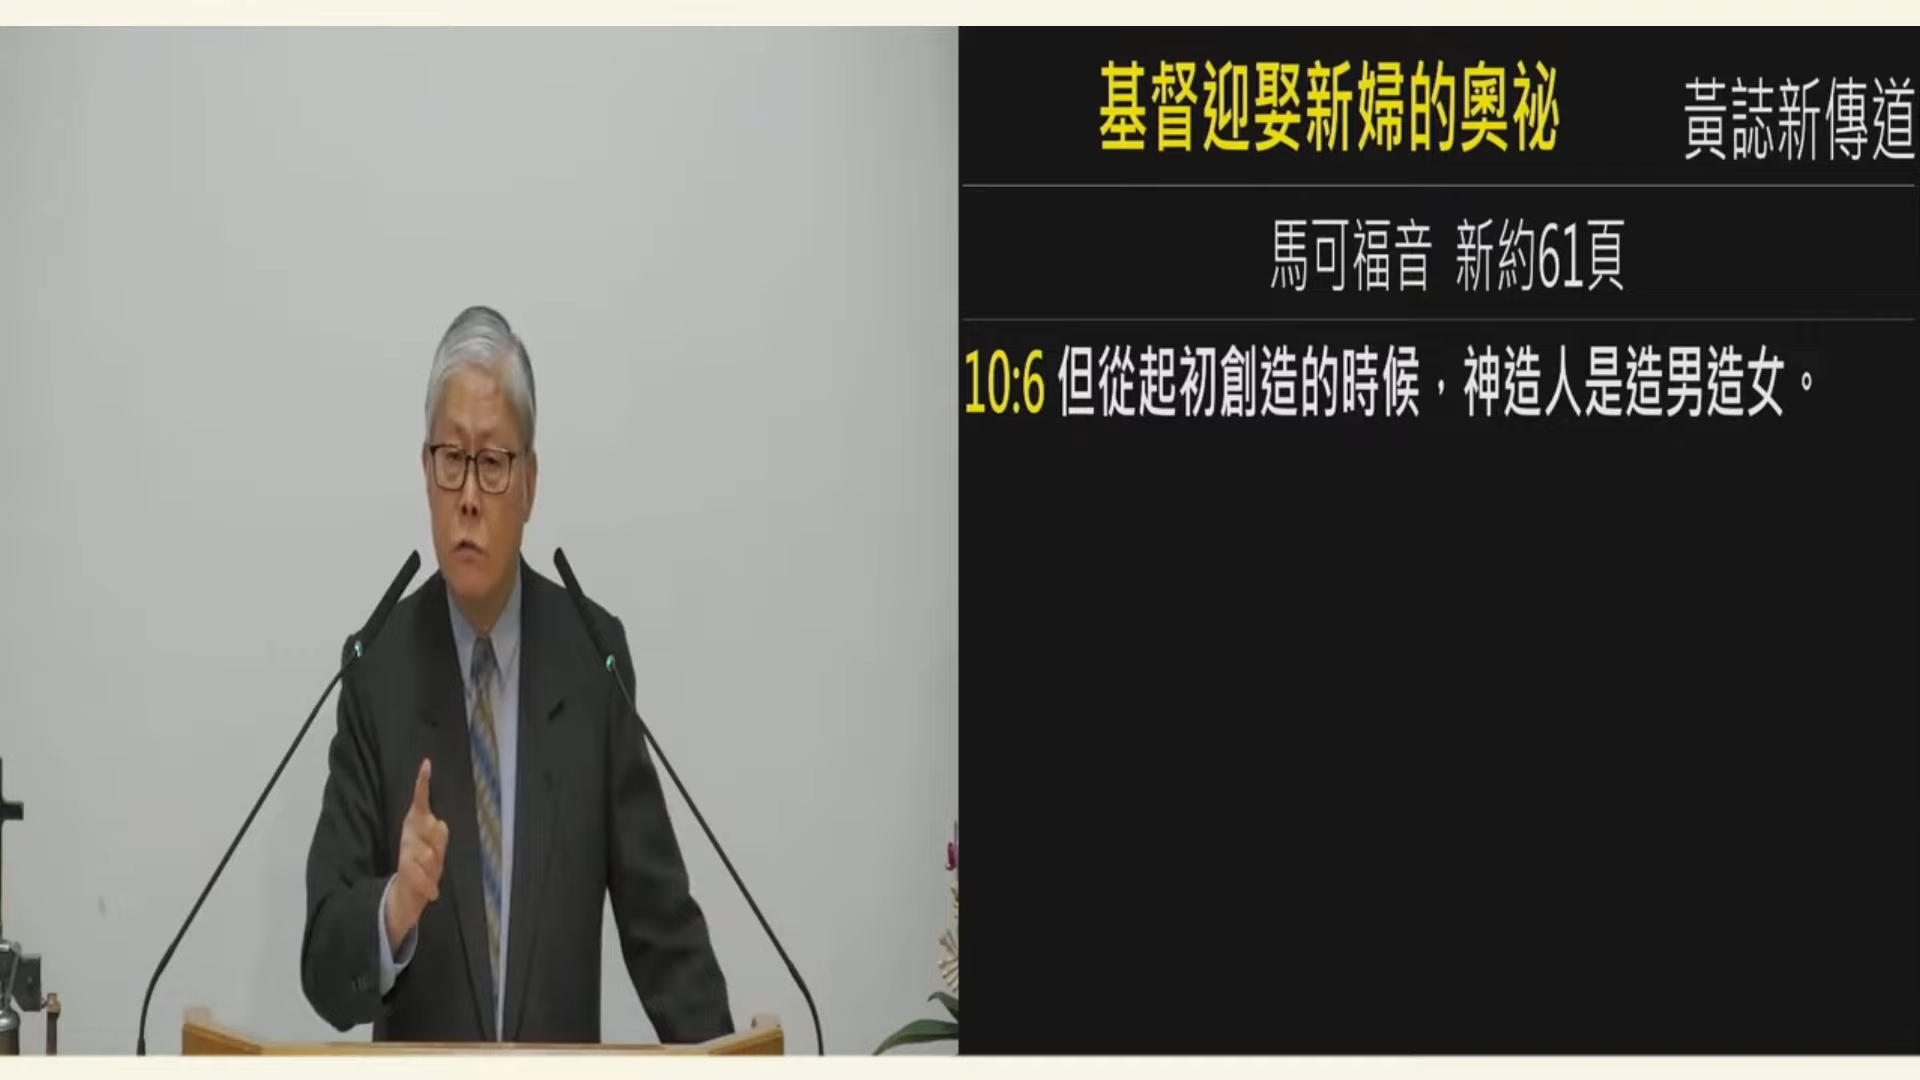 基督迎娶新婦的奧祕
黃誌新傳道
馬可福音 新約61頁
10:6 但從起初創造的時候，神造人是造男造女。